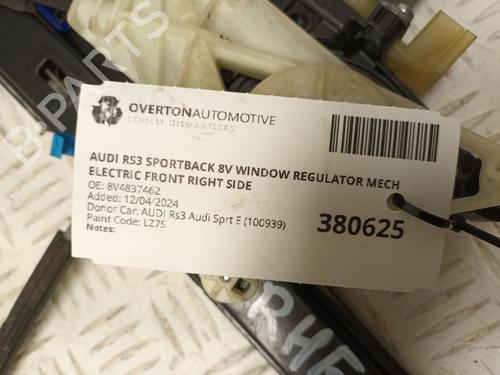 OVERTONAUTOMOTIVE
VEHICLE DISMANTLERS
AUDI RS3 SPORTBACK 8V WINDOW REGULATOR MECH
ELECTRIC FRONT RIGHT SIDE
OE: 8V4837462
Added: 12/04/2024
Donor Car: AUDI Rs3 Audi Sprt E (100939)
Paint Code: LZ7S
Notes:
380625
B-PARTS
RHF